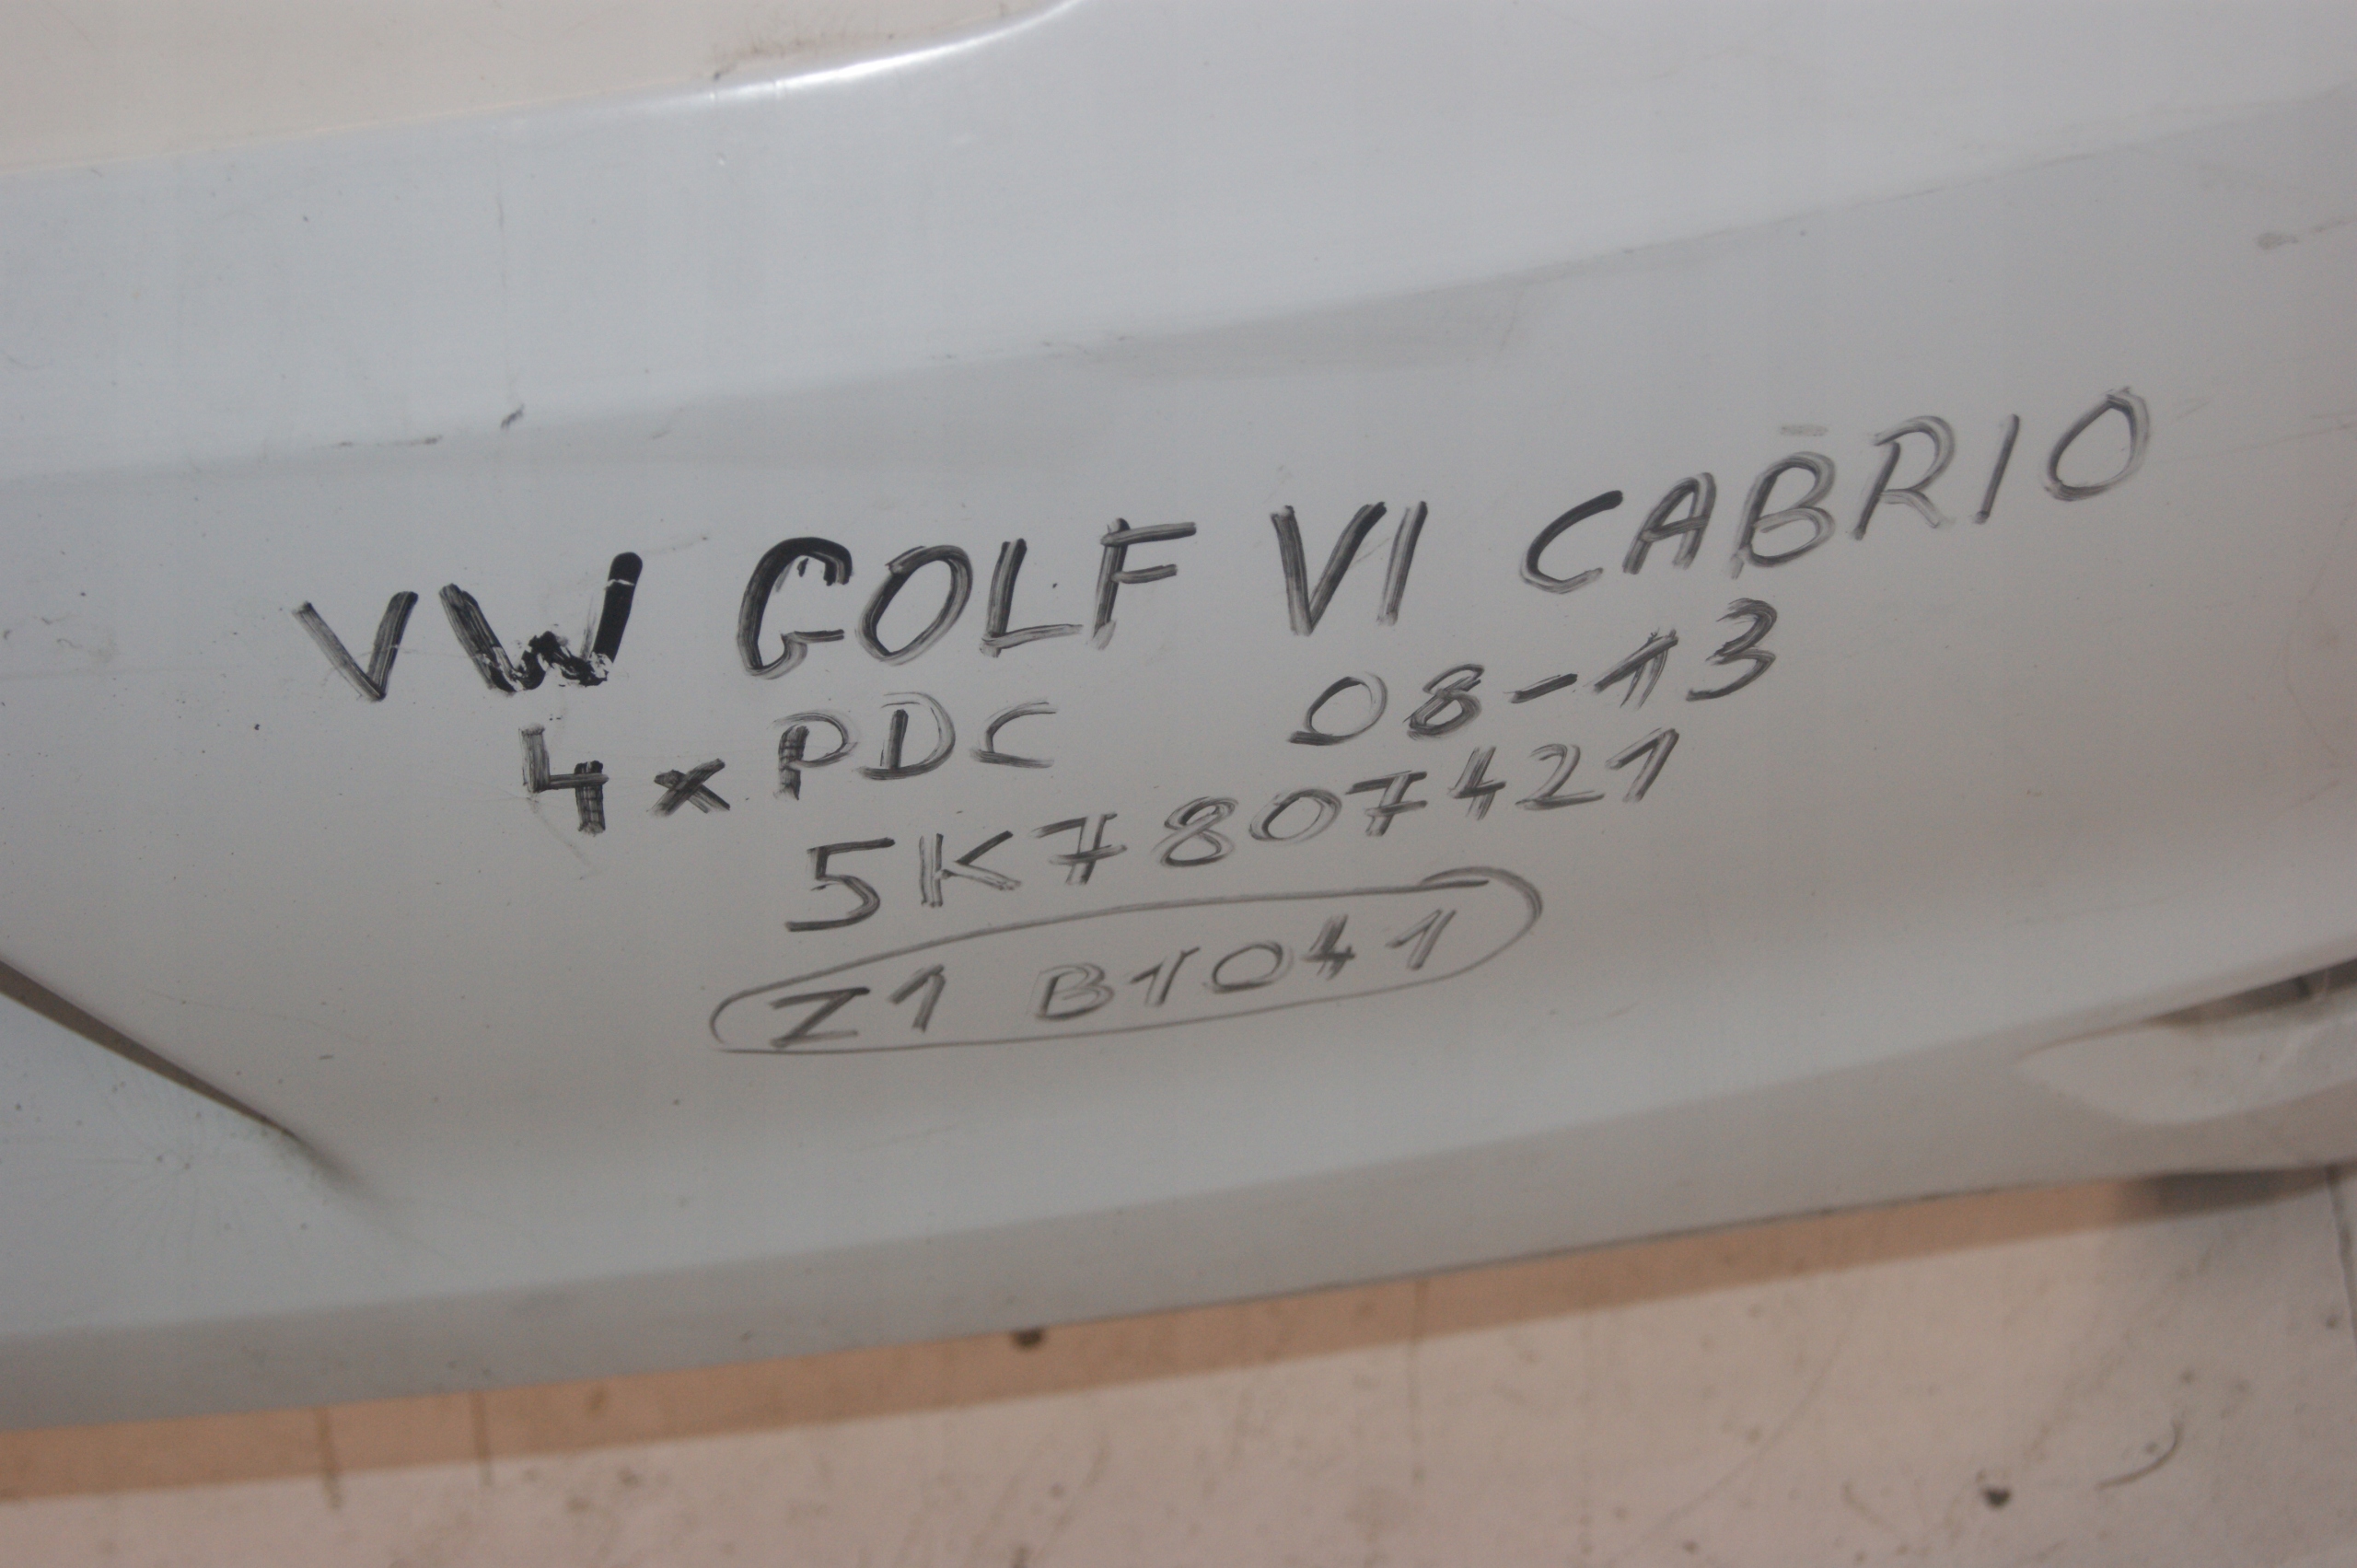 VW GOLF VI CABRIO
4x PDC 08-13
5K7807421
Z1 B1041